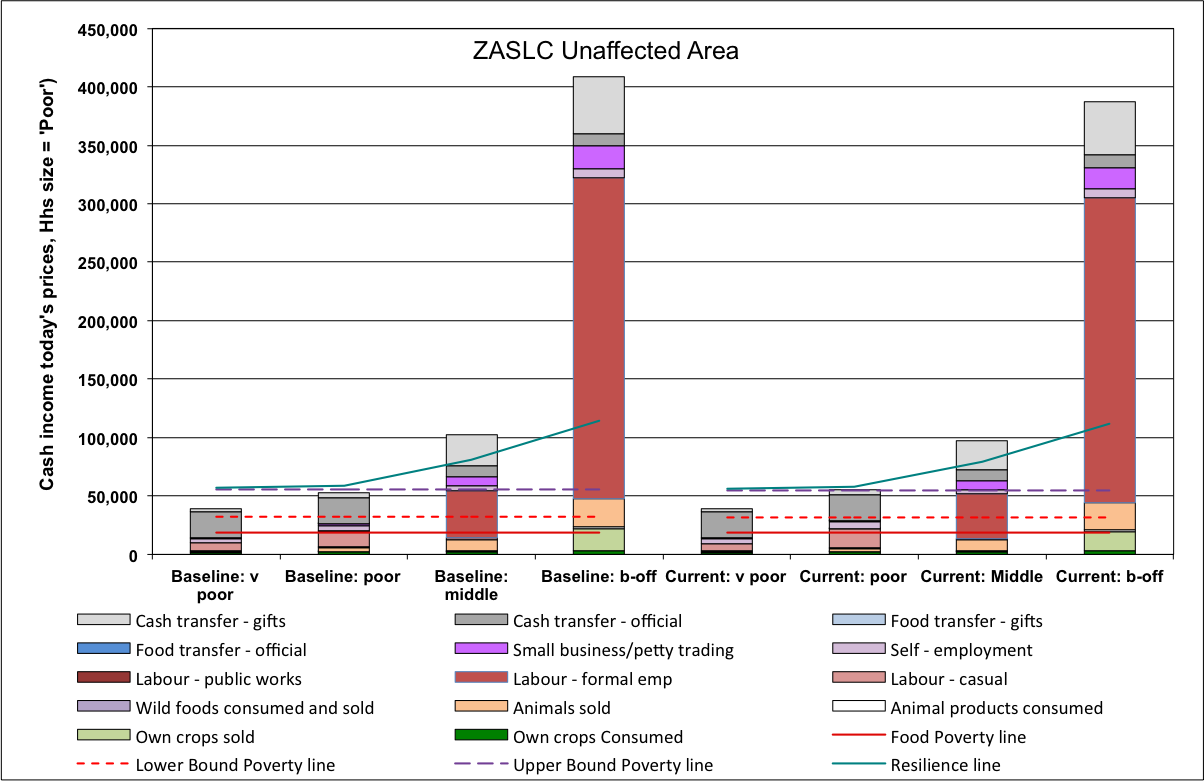 ZASLC Unaffected Area
Cash income today's prices, Hhs size = 'Poor')
450,000
400,000
350,000
300,000
250,000
200,000
150,000
100,000
50,000
0
Baseline: v poor
Baseline: poor
Baseline: middle
Baseline: b-off
Current: v poor
Current: poor
Current: Middle
Current: b-off
Cash transfer - gifts
Cash transfer - official
Food transfer - gifts
Food transfer - official
Small business/petty trading
Self - employment
Labour - public works
Labour - formal emp
Labour - casual
Wild foods consumed and sold
Animals sold
Animal products consumed
Own crops sold
Own crops Consumed
Food Poverty line
Lower Bound Poverty line
Upper Bound Poverty line
Resilience line